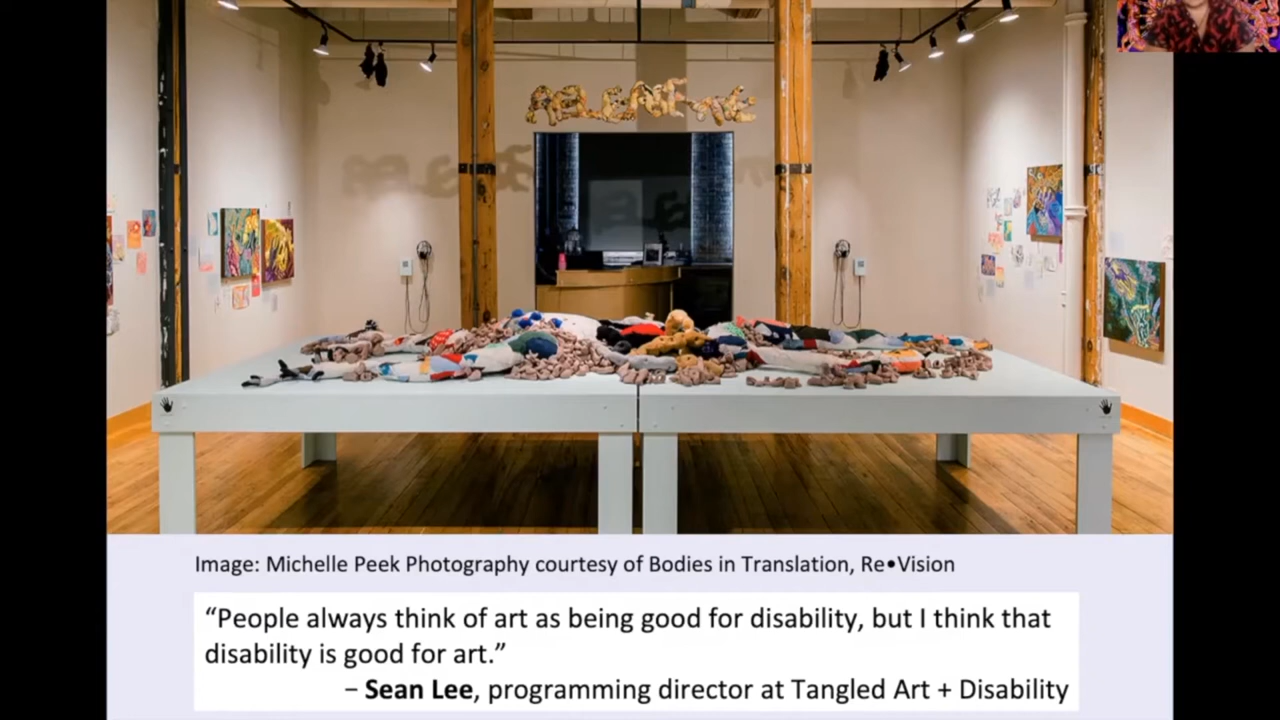 Image: Michelle Peek Photography courtesy of Bodies in Translation, Re•Vision
“People always think of art as being good for disability, but I think that
disability is good for art.”
− Sean Lee, programming director at Tangled Art + Disability